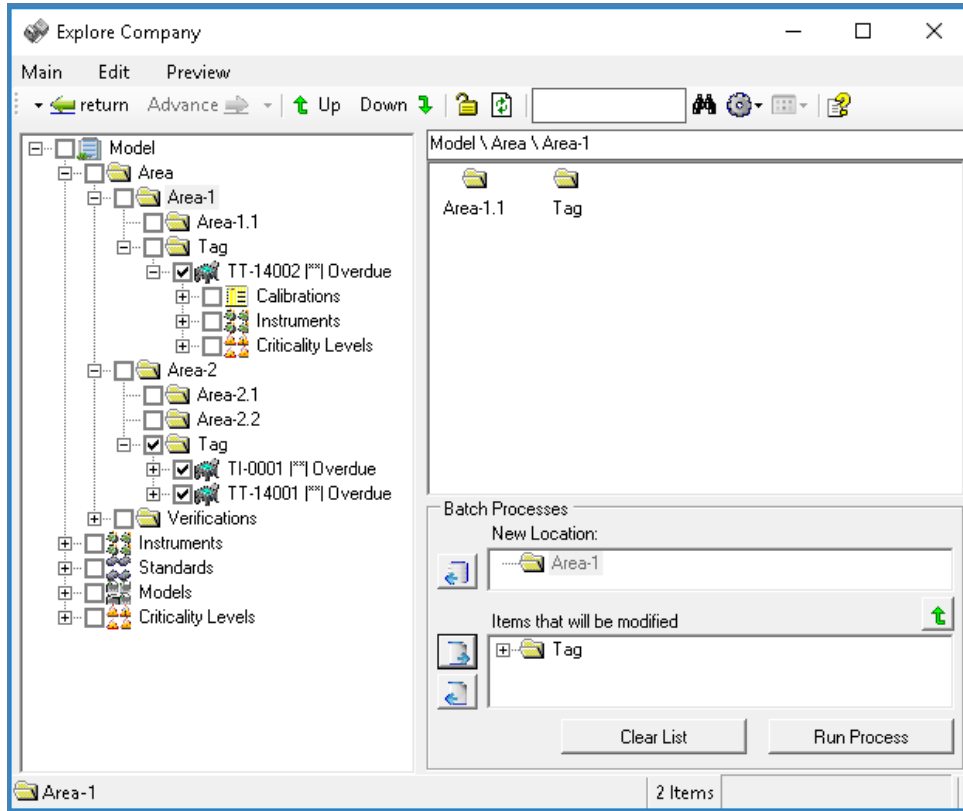 Explore Company
Main Edit Preview
return Advance Up Down
Model
Area
Area-1
Area-1.1
Tag
TT-14002 |**| Overdue
Calibrations
Instruments
Criticality Levels
Area-2
Area-2.1
Area-2.2
Tag
TI-0001 |**| Overdue
TT-14001 |**| Overdue
Verifications
Instruments
Standards
Models
Criticality Levels
Model \ Area \ Area-1
Area-1.1 Tag
Batch Processes
New Location:
Area-1
Items that will be modified
Tag
Clear List Run Process
Area-1 2 Items